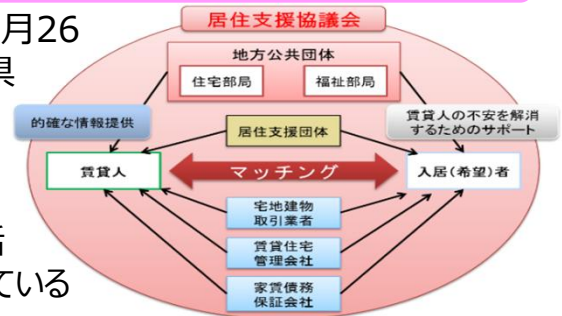 居住支援協議会
月26
県
地方公共団体
住宅部局
福祉部局
的確な情報提供
居住支援団体
賃貸人の不安を解消
するためのサポート
賃貸人
マッチング
入居(希望)者
宅地建物
取引業者
賃貸住宅
管理会社
家賃債務
保証会社
ている